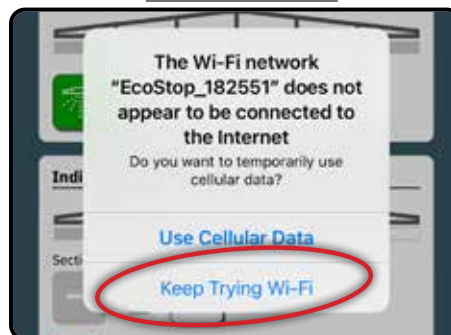 The Wi-Fi network
"EcoStop_182551" does not
appear to be connected to
the Internet
Do you want to temporarily use
cellular data?
Indi
Use Cellular Data
Secti
Keep Trying Wi-Fi